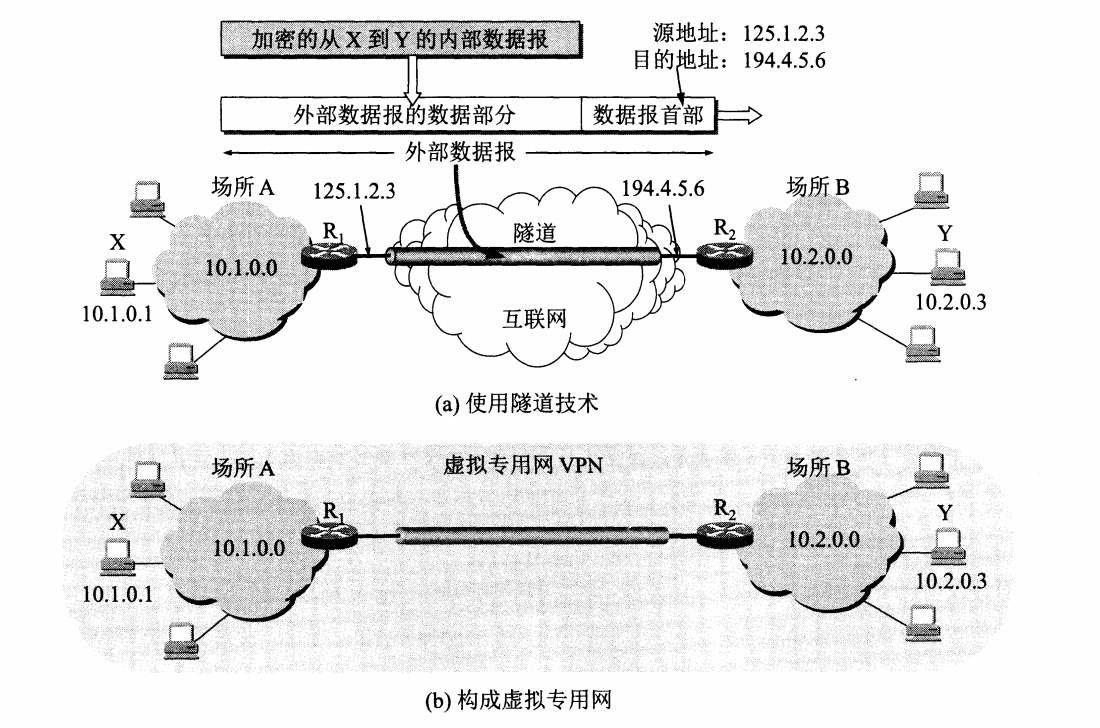 加密的从 X 到 Y 的内部数据报
源地址：125.1.2.3
目的地址：194.4.5.6
外部数据报的数据部分
数据报首部
外部数据报
场所 A
125.1.2.3
194.4.5.6
场所 B
X
R1
隧道
R2
Y
10.1.0.0
10.2.0.0
10.1.0.1
互联网
10.2.0.3
(a) 使用隧道技术
场所 A
虚拟专用网 VPN
场所 B
X
R1
R2
Y
10.1.0.0
10.2.0.0
10.1.0.1
10.2.0.3
(b) 构成虚拟专用网